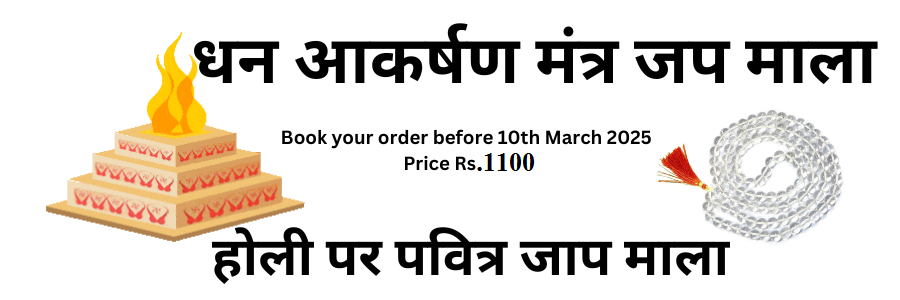 धन आकर्षण मंत्र जप माला
Book your order before 10th March 2025
Price Rs.1100
होली पर पवित्र जाप माला